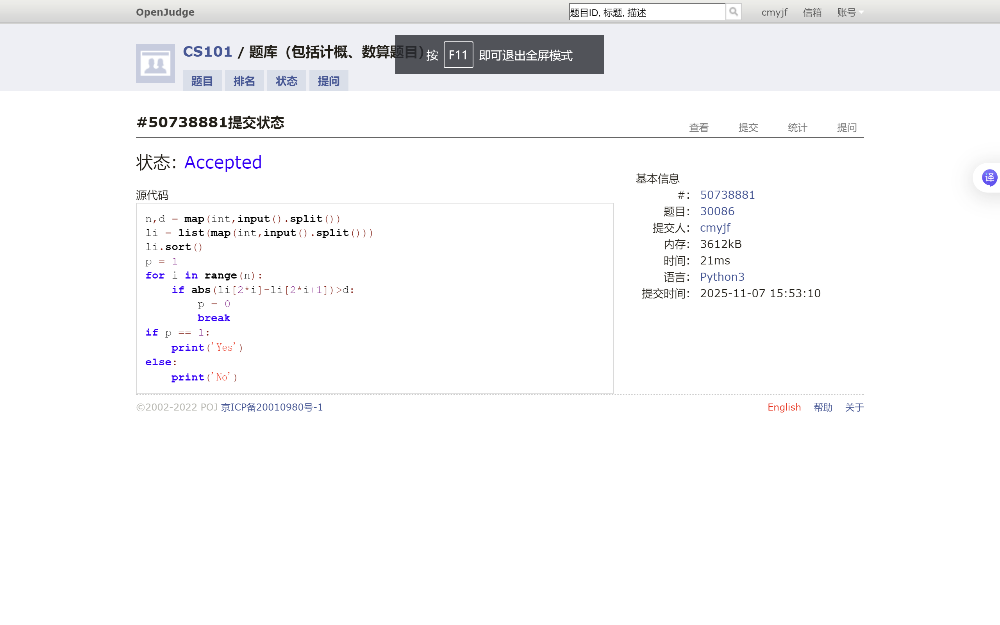 OpenJudge
题目ID, 标题, 描述
cmyjf 信箱 账号
CS101 / 题库（包括计概、数算题目）
按 F11 即可退出全屏模式
题目 排名 状态 提问
#50738881提交状态
查看 提交 统计 提问
状态: Accepted
译
基本信息
源代码
#: 50738881
题目: 30086
提交人: cmyjf
内存: 3612kB
时间: 21ms
语言: Python3
提交时间: 2025-11-07 15:53:10
n,d = map(int,input().split())
li = list(map(int,input().split()))
li.sort()
p = 1
for i in range(n):
    if abs(li[2*i]-li[2*i+1])>d:
        p = 0
        break
if p == 1:
    print('Yes')
else:
    print('No')
©2002-2022 POJ 京ICP备20010980号-1
English 帮助 关于